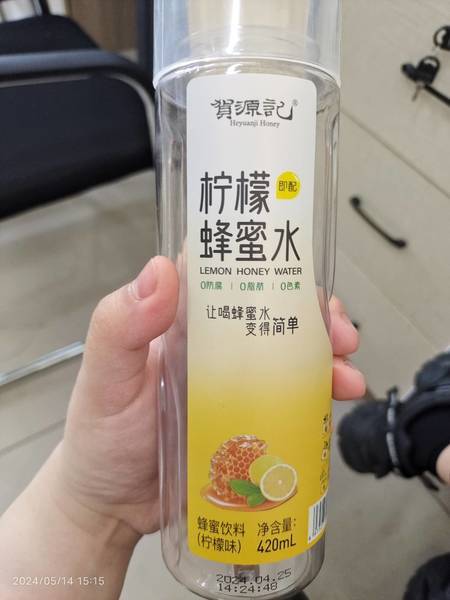 賀源記®
Heyuanji Honey
柠檬
即配
蜂蜜水
LEMON HONEY WATER
0防腐 | 0脂肪 | 0色素
让喝蜂蜜水
变得简单
蜂蜜饮料 净含量：
(柠檬味) 420mL
2024.04.25
14:24:48
2024/05/14 15:15